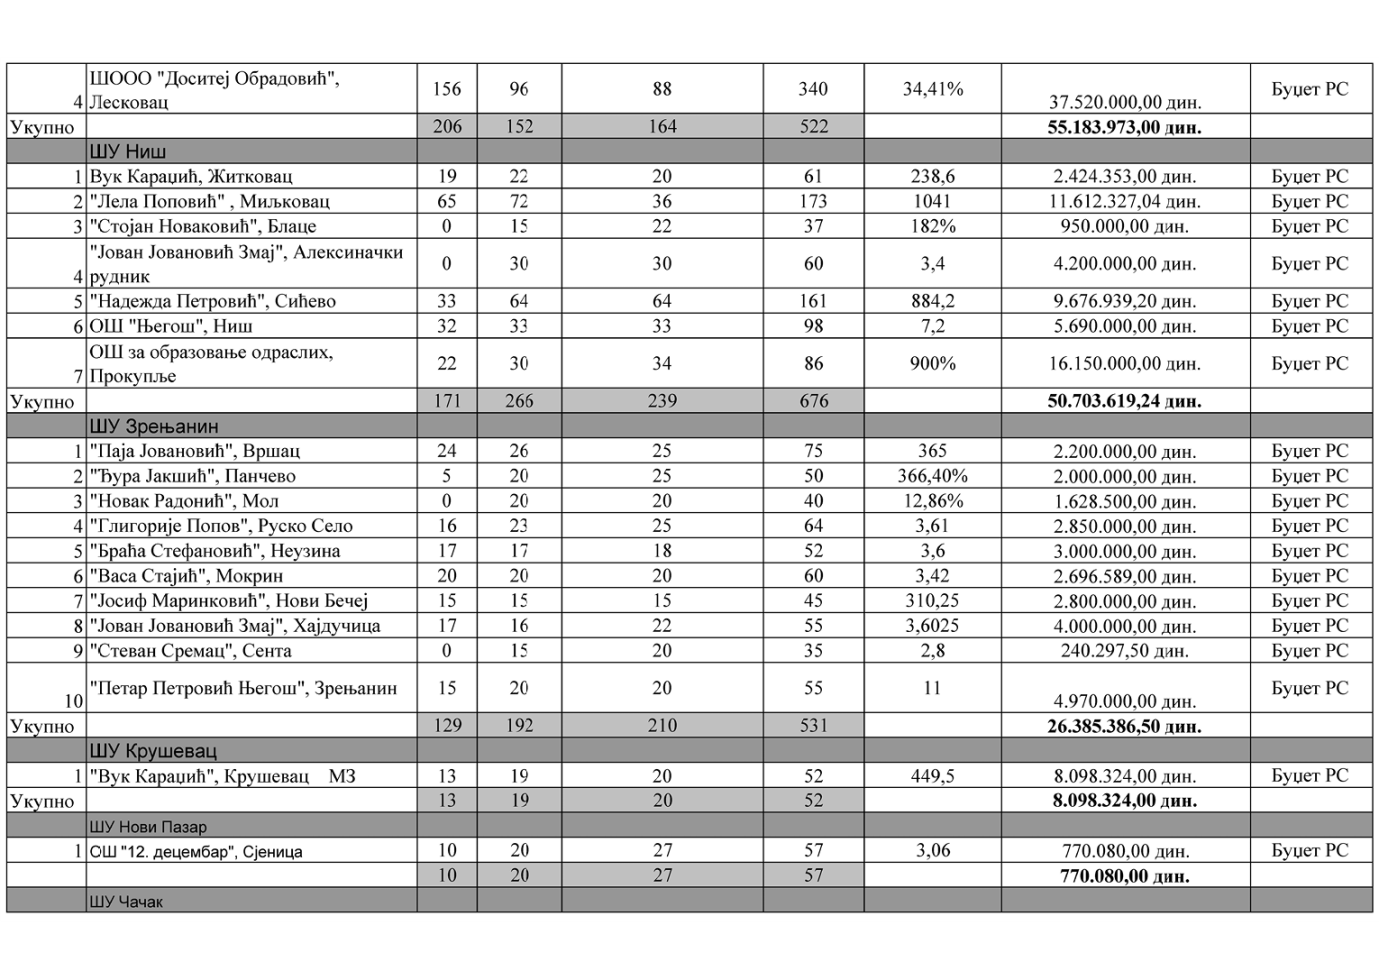 4 ШООО "Доситеј Обрадовић", Лесковац 156 96 88 340 34,41% 37.520.000,00 дин. Буџет РС
Укупно 206 152 164 522 55.183.973,00 дин.
ШУ Ниш
1 Вук Караџић, Житковац 19 22 20 61 238,6 2.424.353,00 дин. Буџет РС
2 "Лела Поповић" , Миљковац 65 72 36 173 1041 11.612.327,04 дин. Буџет РС
3 "Стојан Новаковић", Блаце 0 15 22 37 182% 950.000,00 дин. Буџет РС
4 "Јован Јовановић Змај", Алексиначки рудник 0 30 30 60 3,4 4.200.000,00 дин. Буџет РС
5 "Надежда Петровић", Сићево 33 64 64 161 884,2 9.676.939,20 дин. Буџет РС
6 ОШ "Његош", Ниш 32 33 33 98 7,2 5.690.000,00 дин. Буџет РС
7 ОШ за образовање одраслих, Прокупље 22 30 34 86 900% 16.150.000,00 дин. Буџет РС
Укупно 171 266 239 676 50.703.619,24 дин.
ШУ Зрењанин
1 "Паја Јовановић", Вршац 24 26 25 75 365 2.200.000,00 дин. Буџет РС
2 "Ђура Јакшић", Панчево 5 20 25 50 366,40% 2.000.000,00 дин. Буџет РС
3 "Новак Радонић", Мол 0 20 20 40 12,86% 1.628.500,00 дин. Буџет РС
4 "Глигорије Попов", Руско Село 16 23 25 64 3,61 2.850.000,00 дин. Буџет РС
5 "Браћа Стефановић", Неузина 17 17 18 52 3,6 3.000.000,00 дин. Буџет РС
6 "Васа Стајић", Мокрин 20 20 20 60 3,42 2.696.589,00 дин. Буџет РС
7 "Јосиф Маринковић", Нови Бечеј 15 15 15 45 310,25 2.800.000,00 дин. Буџет РС
8 "Јован Јовановић Змај", Хајдучица 17 16 22 55 3,6025 4.000.000,00 дин. Буџет РС
9 "Стеван Сремац", Сента 0 15 20 35 2,8 240.297,50 дин. Буџет РС
10 "Петар Петровић Његош", Зрењанин 15 20 20 55 11 4.970.000,00 дин. Буџет РС
Укупно 129 192 210 531 26.385.386,50 дин.
ШУ Крушевац
1 "Вук Караџић", Крушевац МЗ 13 19 20 52 449,5 8.098.324,00 дин. Буџет РС
Укупно 13 19 20 52 8.098.324,00 дин.
ШУ Нови Пазар
1 ОШ "12. децембар", Сјеница 10 20 27 57 3,06 770.080,00 дин. Буџет РС
10 20 27 57 770.080,00 дин.
ШУ Чачак